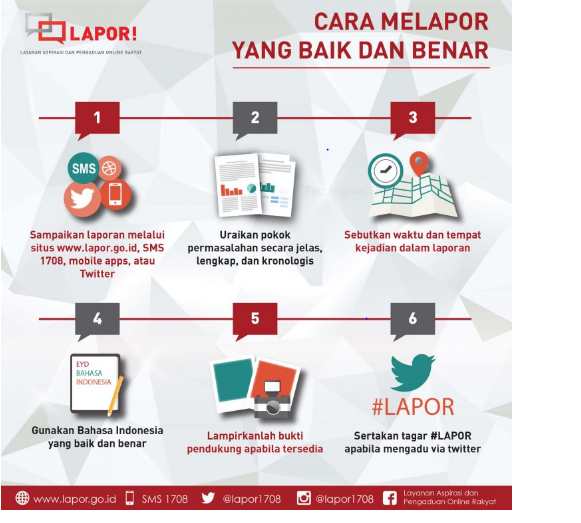 LAPOR!
LAYANAN ASPIRASI DAN PENGADUAN ONLINE RAKYAT
CARA MELAPOR
YANG BAIK DAN BENAR
1
SMS
Sampaikan laporan melalui
situs www.lapor.go.id, SMS
1708, mobile apps, atau
Twitter
2
Uraikan pokok
permasalahan secara jelas,
lengkap, dan kronologis
3
Sebutkan waktu dan tempat
kejadian dalam laporan
4
EYD
BAHASA
INDONESIA
Gunakan Bahasa Indonesia
yang baik dan benar
5
Lampirkanlah bukti
pendukung apabila tersedia
6
#LAPOR
Sertakan tagar #LAPOR
apabila mengadu via twitter
www.lapor.go.id SMS 1708 @lapor1708 @lapor1708 Layanan Aspirasi dan
Pengaduan Online Rakyat